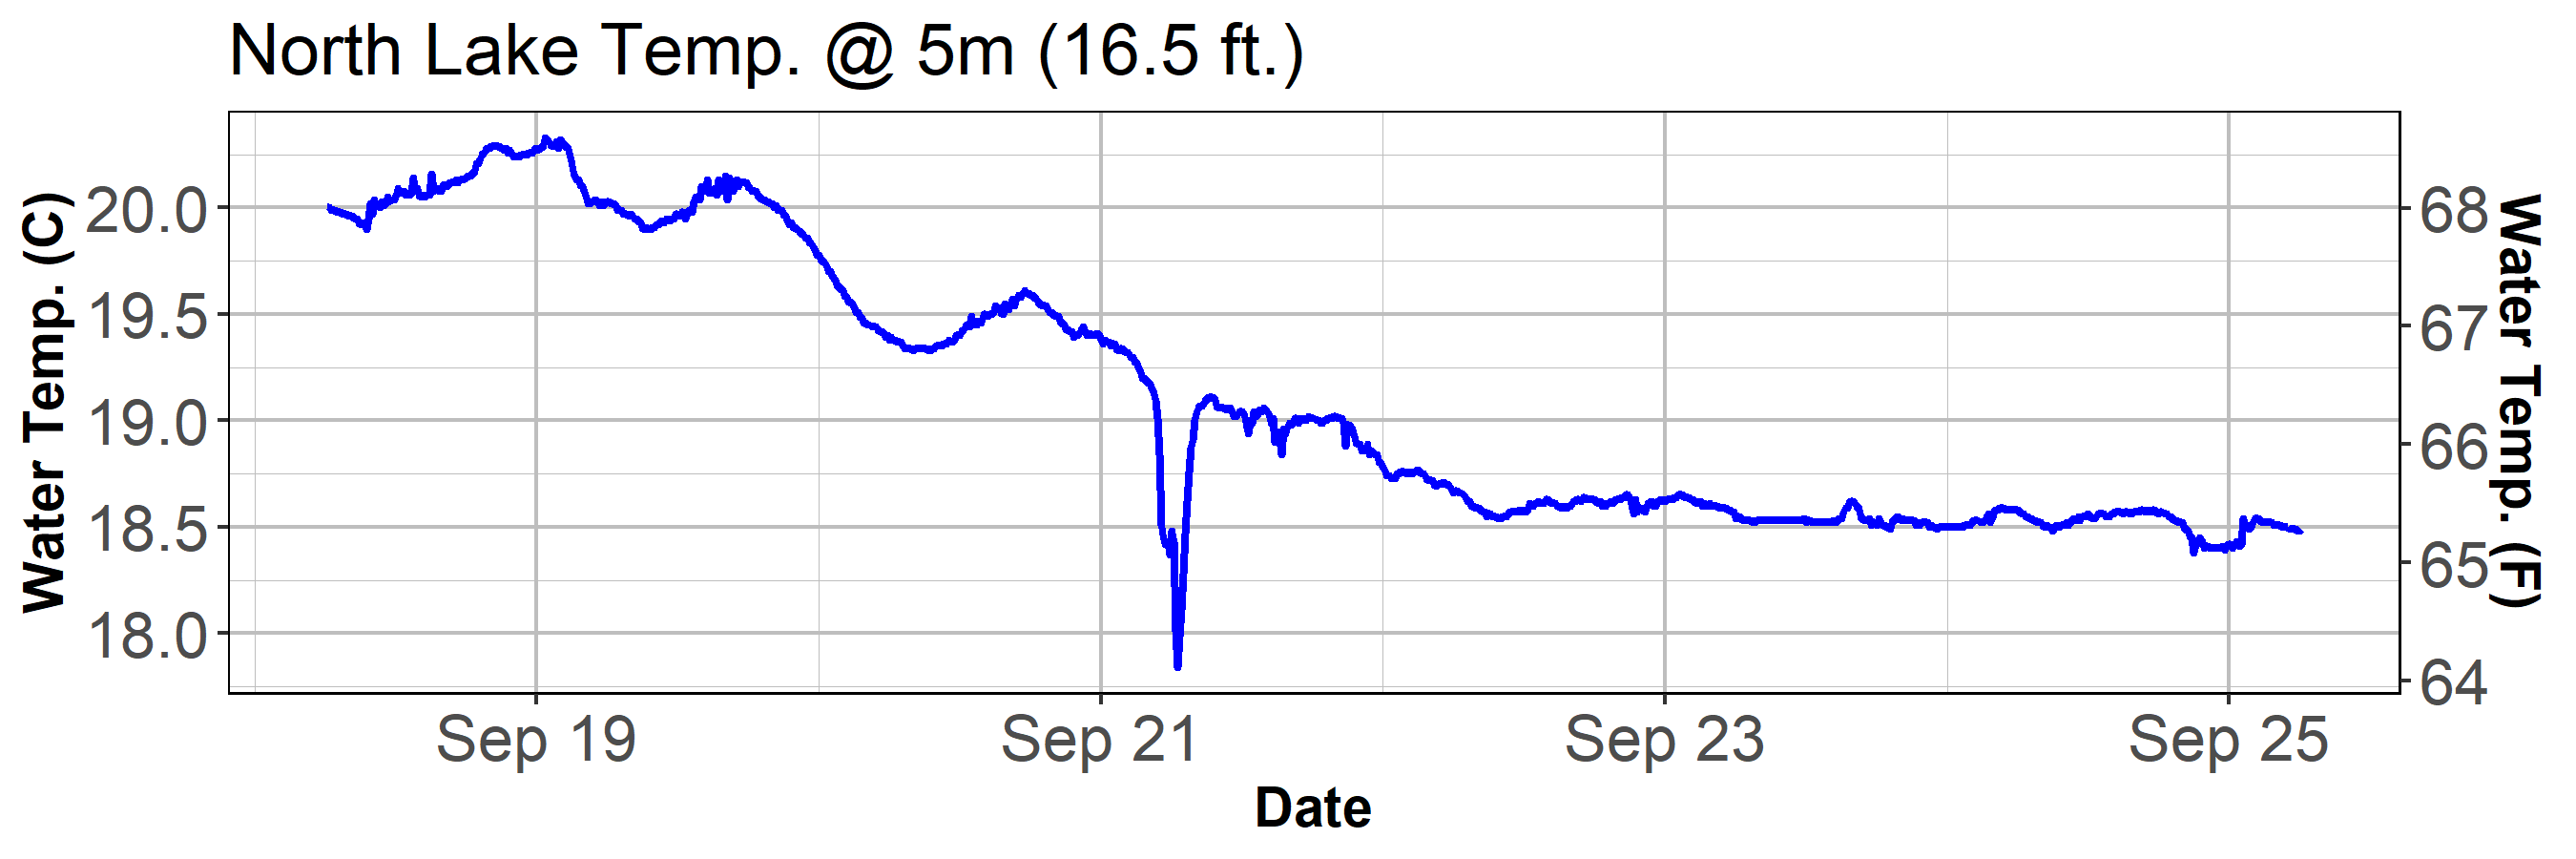 North Lake Temp. @ 5m (16.5 ft.)
Water Temp. (C)
20.0
19.5
19.0
18.5
18.0
68
67
66
65
64
Water Temp. (F)
Sep 19
Sep 21
Sep 23
Sep 25
Date